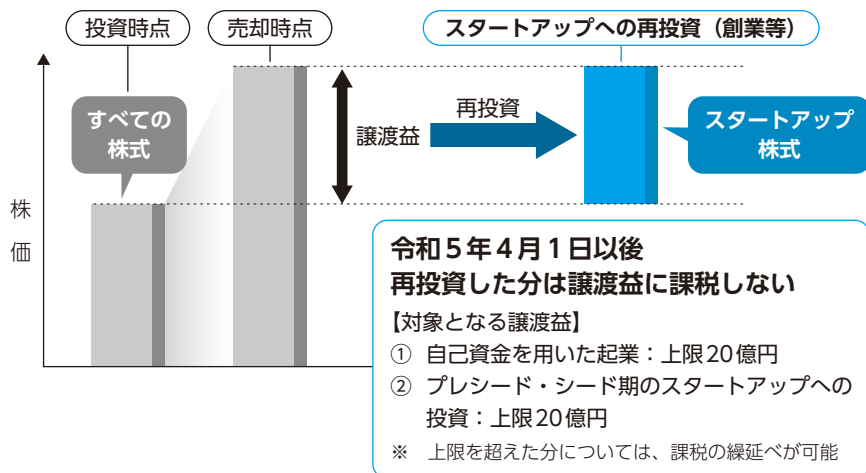 投資時点
売却時点
スタートアップへの再投資（創業等）
すべての
株式
譲渡益
再投資
スタートアップ
株式
株
価
令和５年４月１日以後
再投資した分は譲渡益に課税しない
【対象となる譲渡益】
① 自己資金を用いた起業：上限20億円
② プレシード・シード期のスタートアップへの
投資：上限20億円
※ 上限を超えた分については、課税の繰延べが可能